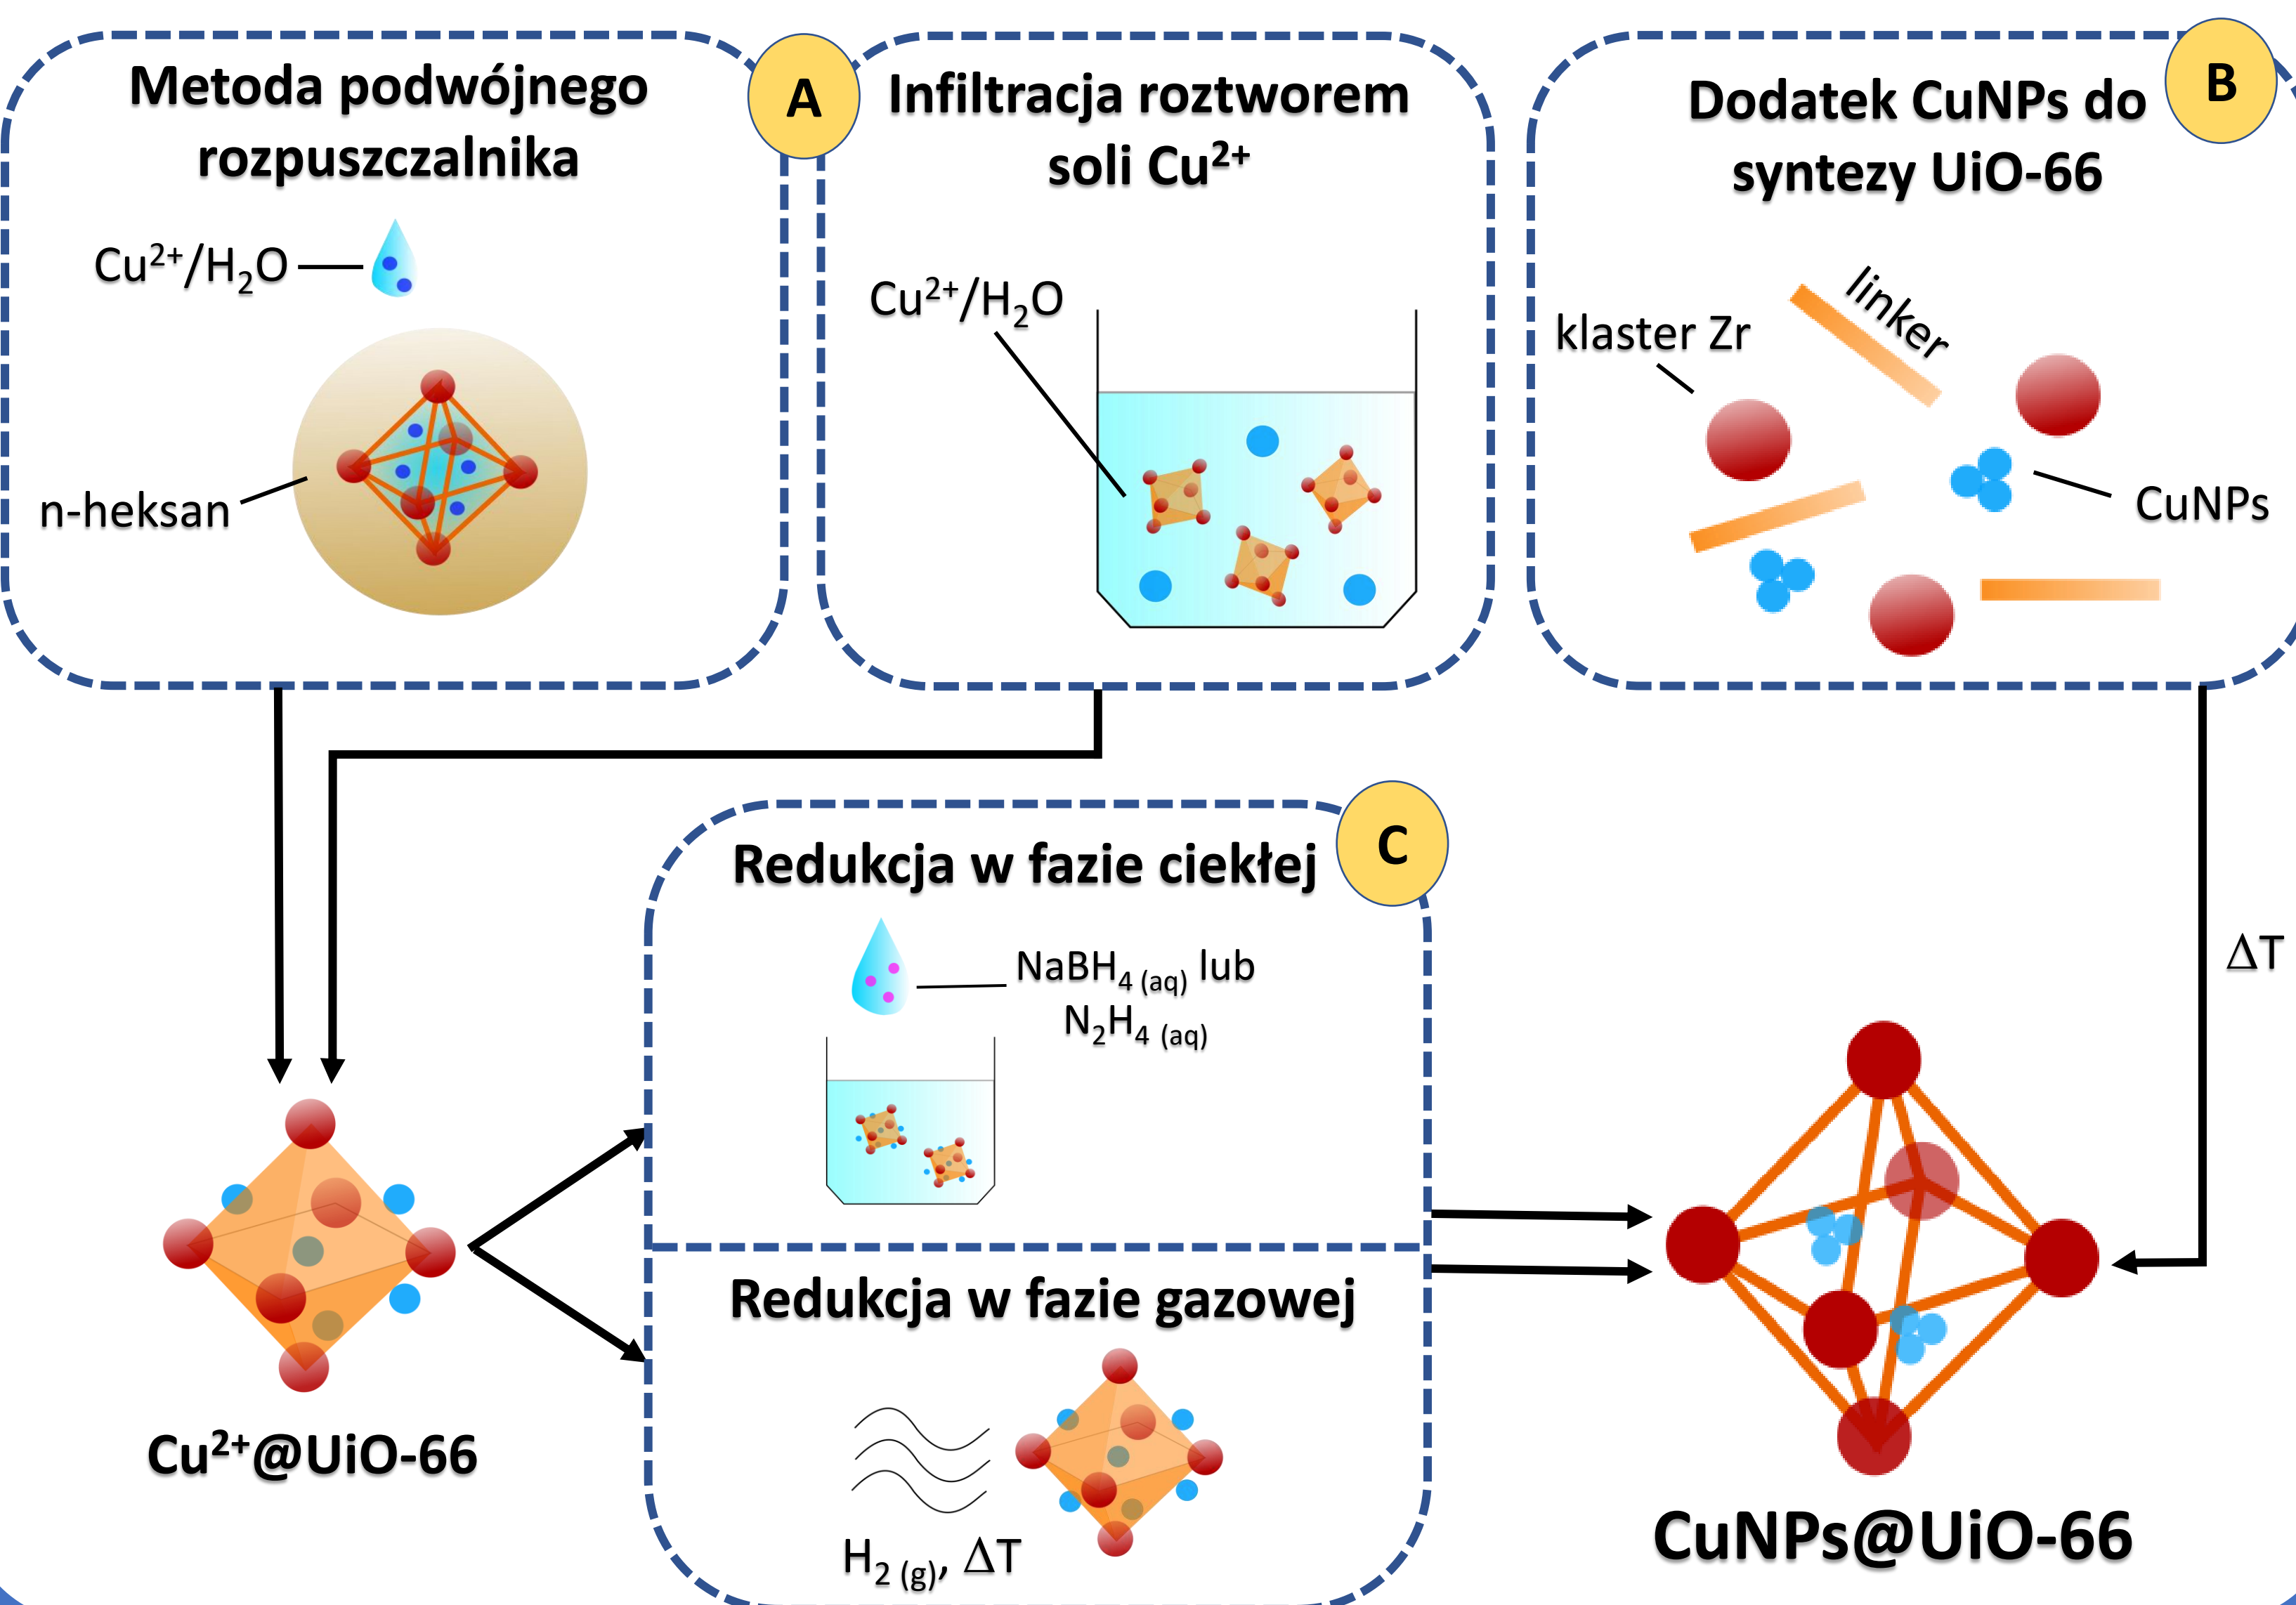 Metoda podwójnego
rozpuszczalnika
Cu²⁺/H₂O
n-heksan
A
Infiltracja roztworem
soli Cu²⁺
Cu²⁺/H₂O
B
Dodatek CuNPs do
syntezy UiO-66
klaster Zr
linker
CuNPs
C
Redukcja w fazie ciekłej
NaBH₄ (aq) lub
N₂H₄ (aq)
Redukcja w fazie gazowej
H₂ (g), ΔT
ΔT
Cu²⁺@UiO-66
CuNPs@UiO-66